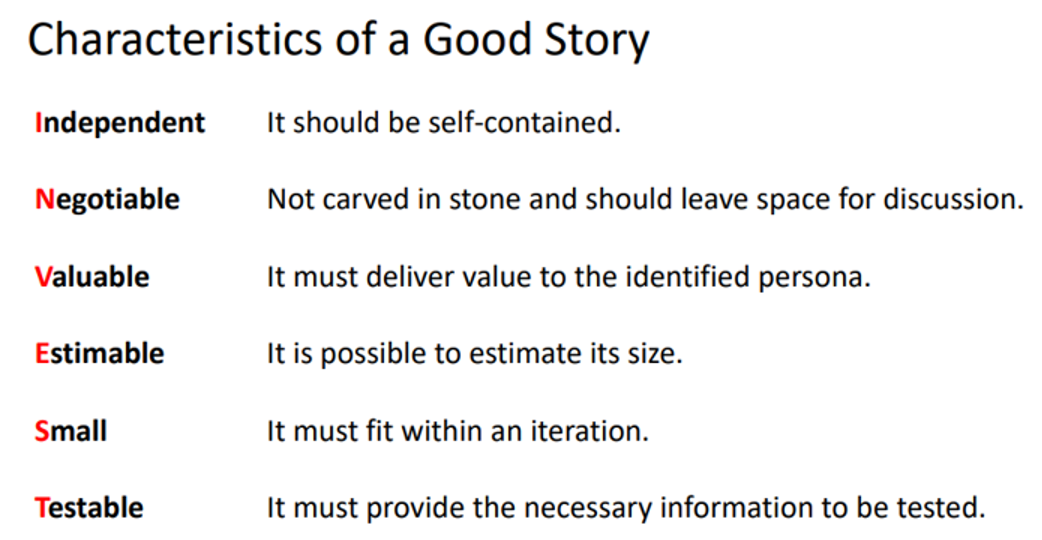 Characteristics of a Good Story
Independent It should be self-contained.
Negotiable Not carved in stone and should leave space for discussion.
Valuable It must deliver value to the identified persona.
Estimable It is possible to estimate its size.
Small It must fit within an iteration.
Testable It must provide the necessary information to be tested.